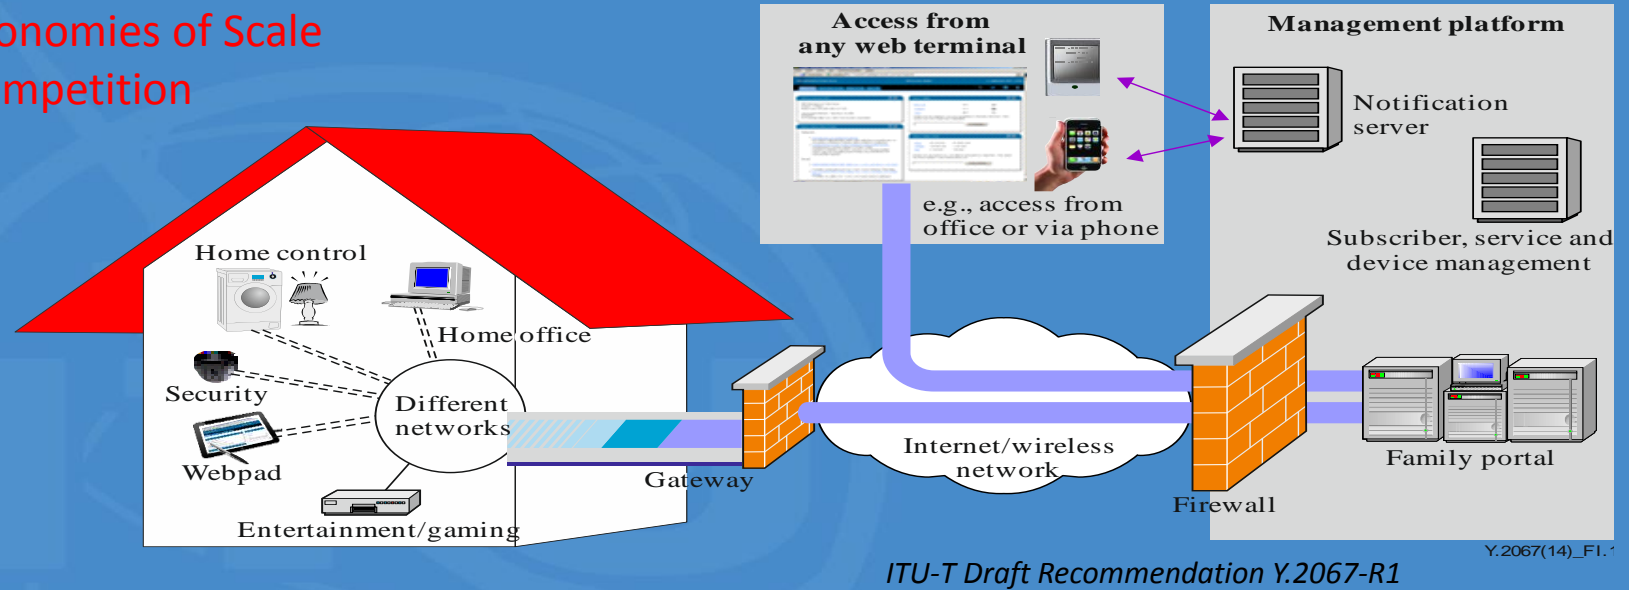 onomies of Scale
mpetition
Access from
any web terminal
e.g., access from
office or via phone
Management platform
Notification
server
Subscriber, service and
device management
Home control
Home office
Security
Webpad
Different
networks
Entertainment/gaming
Gateway
Internet/wireless
network
Firewall
Family portal
Y.2067(14)_FI.1
ITU-T Draft Recommendation Y.2067-R1